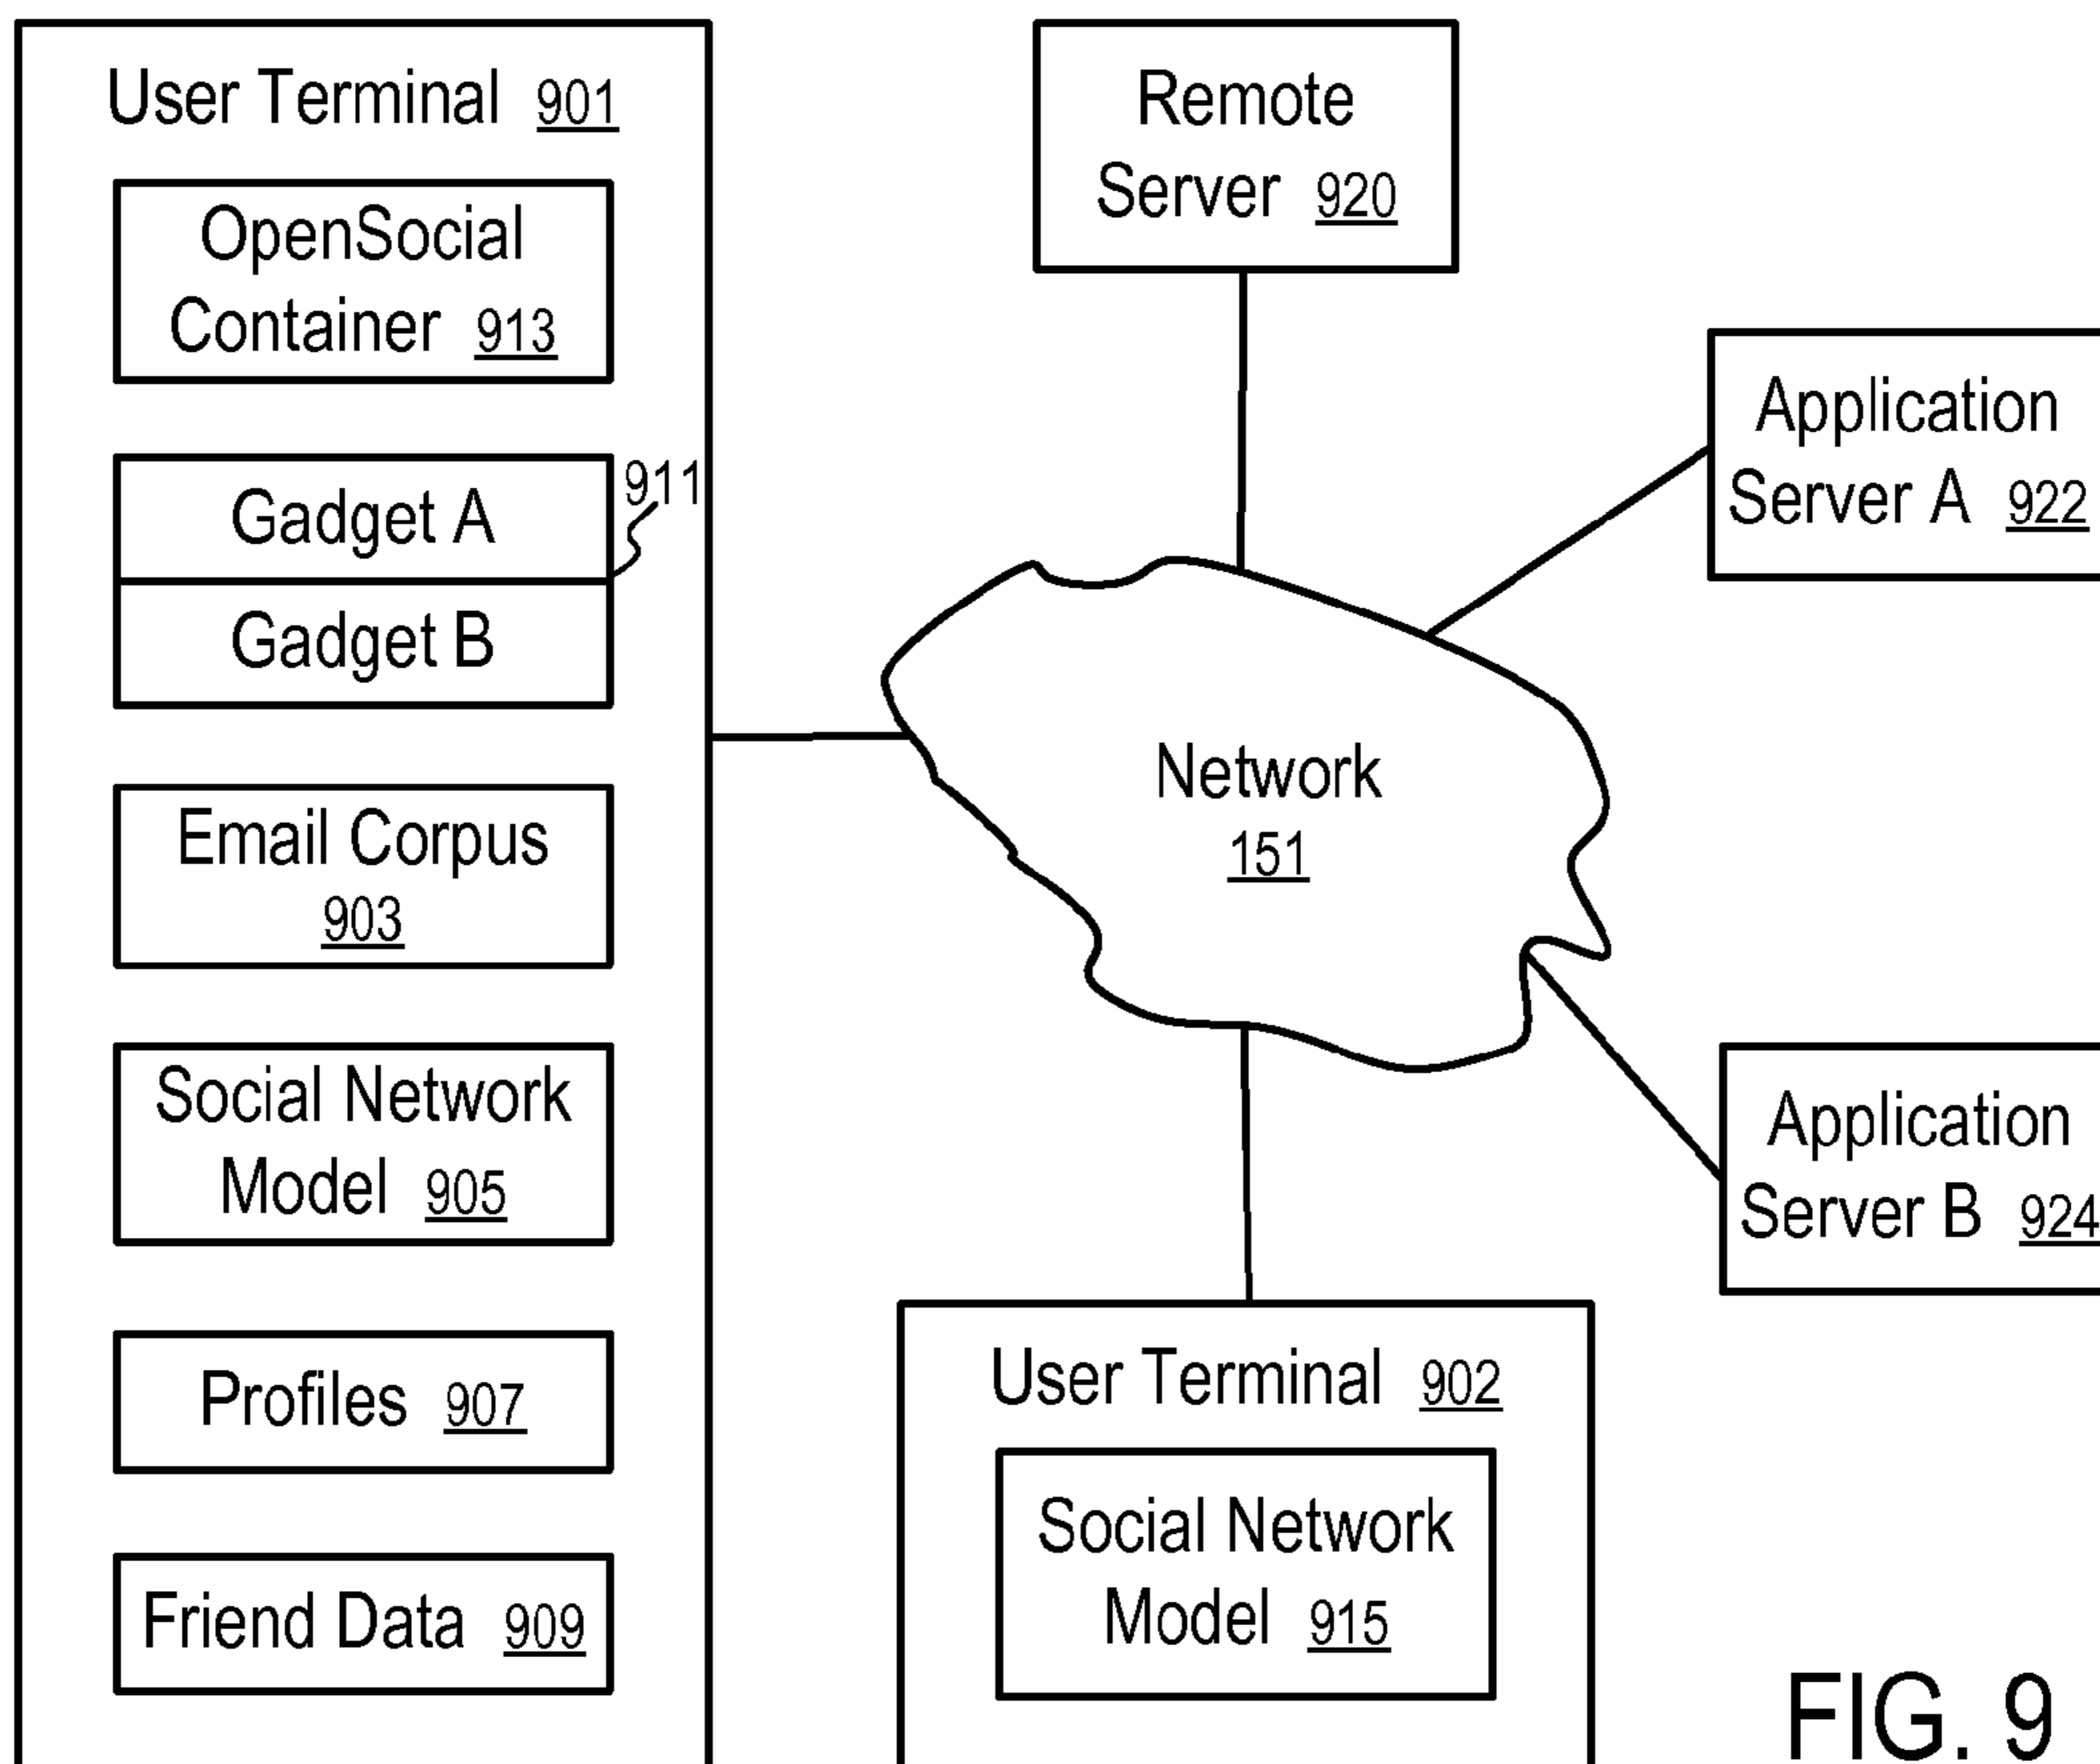 User Terminal 901
OpenSocial
Container 913
911
Gadget A
Gadget B
Email Corpus
903
Social Network
Model 905
Profiles 907
Friend Data 909
Remote
Server 920
Application
Server A 922
Network
151
Application
Server B 924
User Terminal 902
Social Network
Model 915
FIG. 9